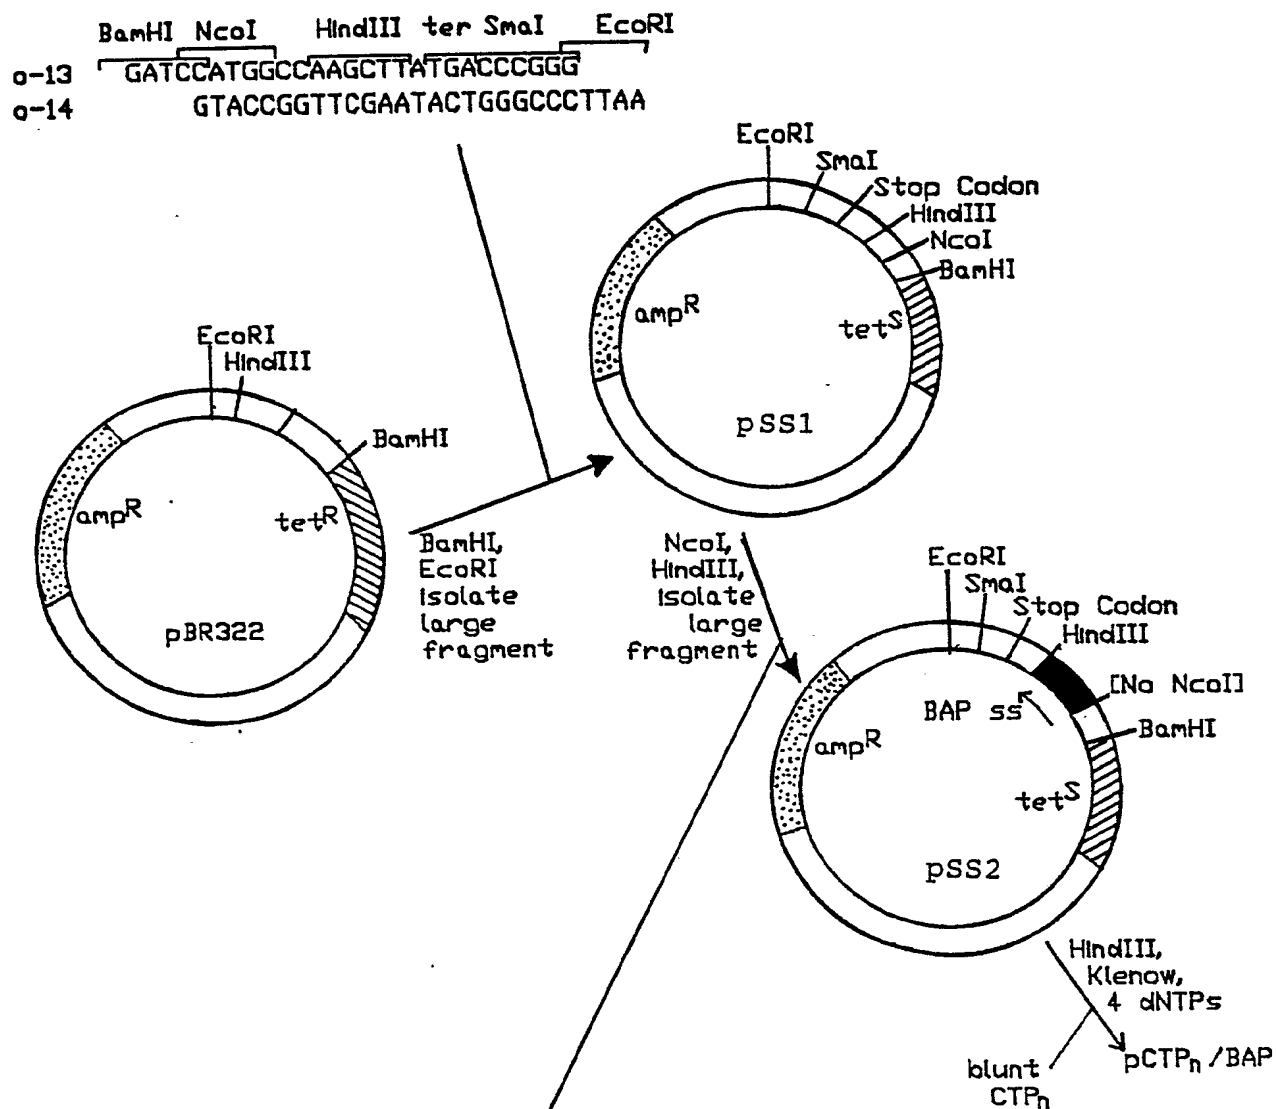 BamHI NcoI HindIII ter SmaI EcoRI
o-13 GATCCATGGCCAAGCTTATGACCCGGG
o-14 GTACCGGTTCGAATACTGGGCCCTTAA
EcoRI
SmaI
Stop Codon
HindIII
NcoI
BamHI
ampR
tetS
pSS1
EcoRI
HindIII
BamHI
ampR
tetR
pBR322
BamHI,
EcoRI
Isolate
large
fragment
NcoI,
HindIII,
Isolate
large
fragment
EcoRI
SmaI
Stop Codon
HindIII
[No NcoI]
BAP ss
BamHI
ampR
tetS
pSS2
HindIII,
Klenow,
4 dNTPs
blunt
CTPn
pCTPn/BAP